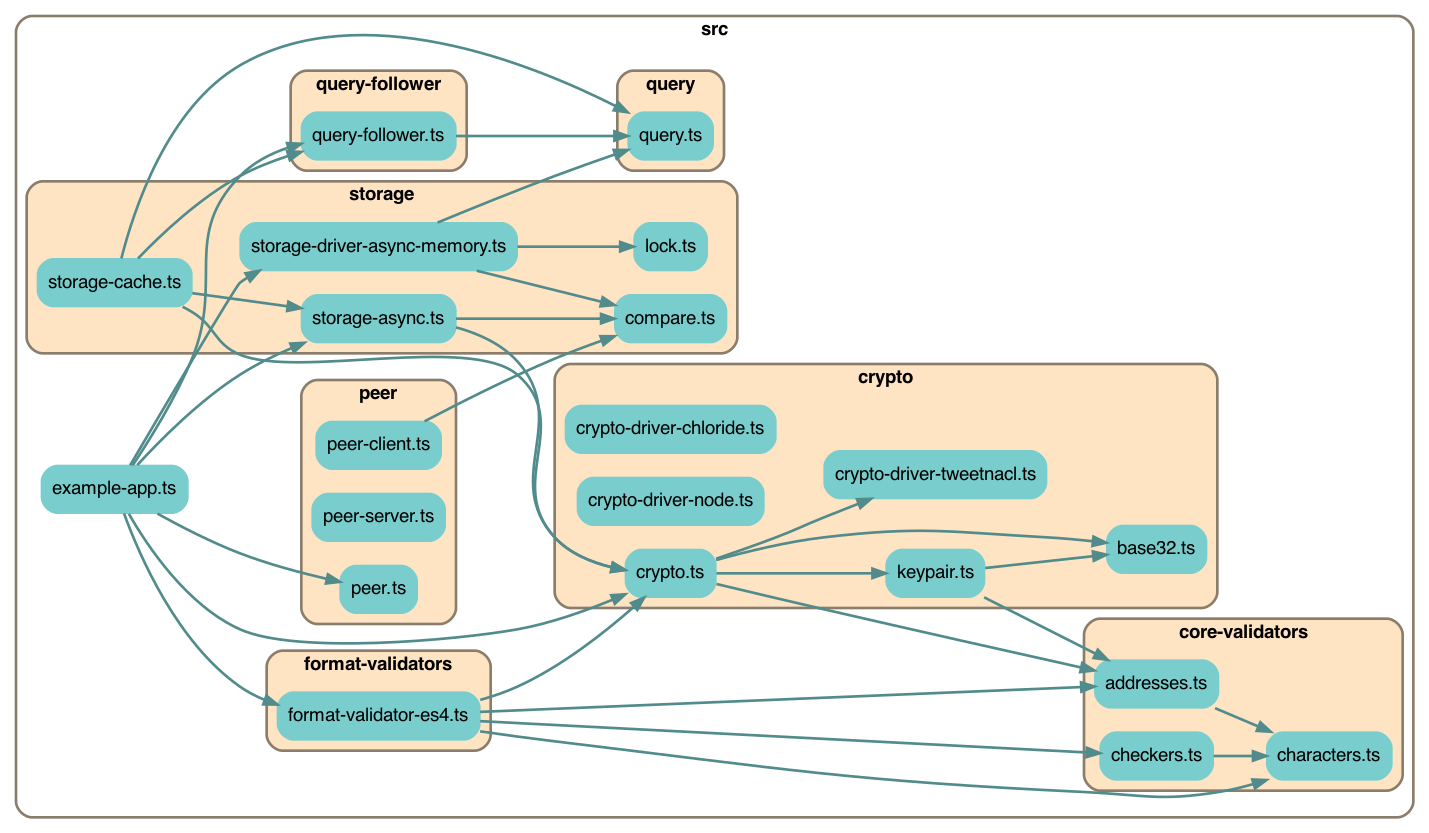 src
query-follower
query
query-follower.ts
query.ts
storage
storage-driver-async-memory.ts
lock.ts
storage-cache.ts
storage-async.ts
compare.ts
peer
crypto
peer-client.ts
crypto-driver-chloride.ts
crypto-driver-tweetnacl.ts
example-app.ts
crypto-driver-node.ts
peer-server.ts
base32.ts
peer.ts
crypto.ts
keypair.ts
core-validators
format-validators
addresses.ts
format-validator-es4.ts
checkers.ts
characters.ts